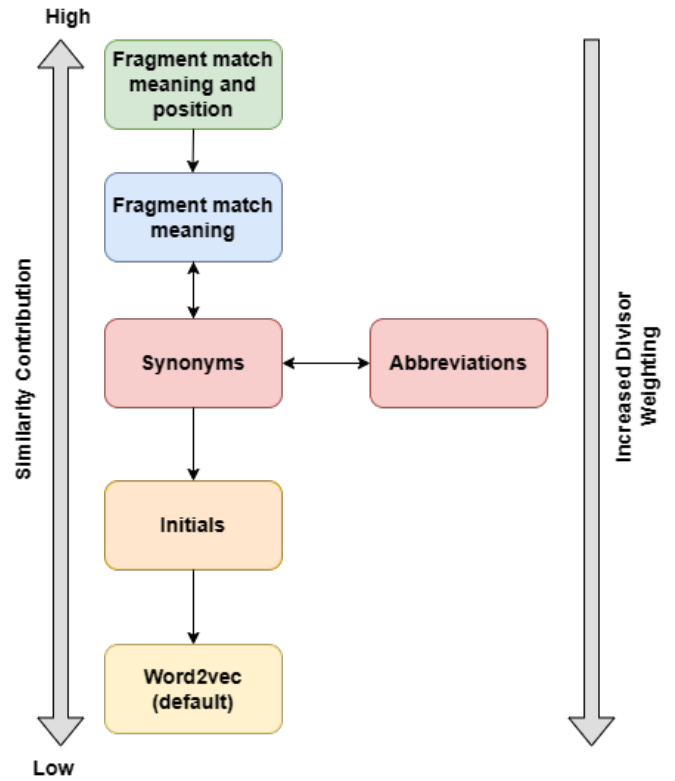 High
Fragment match
meaning and
position
Fragment match
meaning
Similarity Contribution
Synonyms
Abbreviations
Increased Divisor
Weighting
Initials
Word2vec
(default)
Low